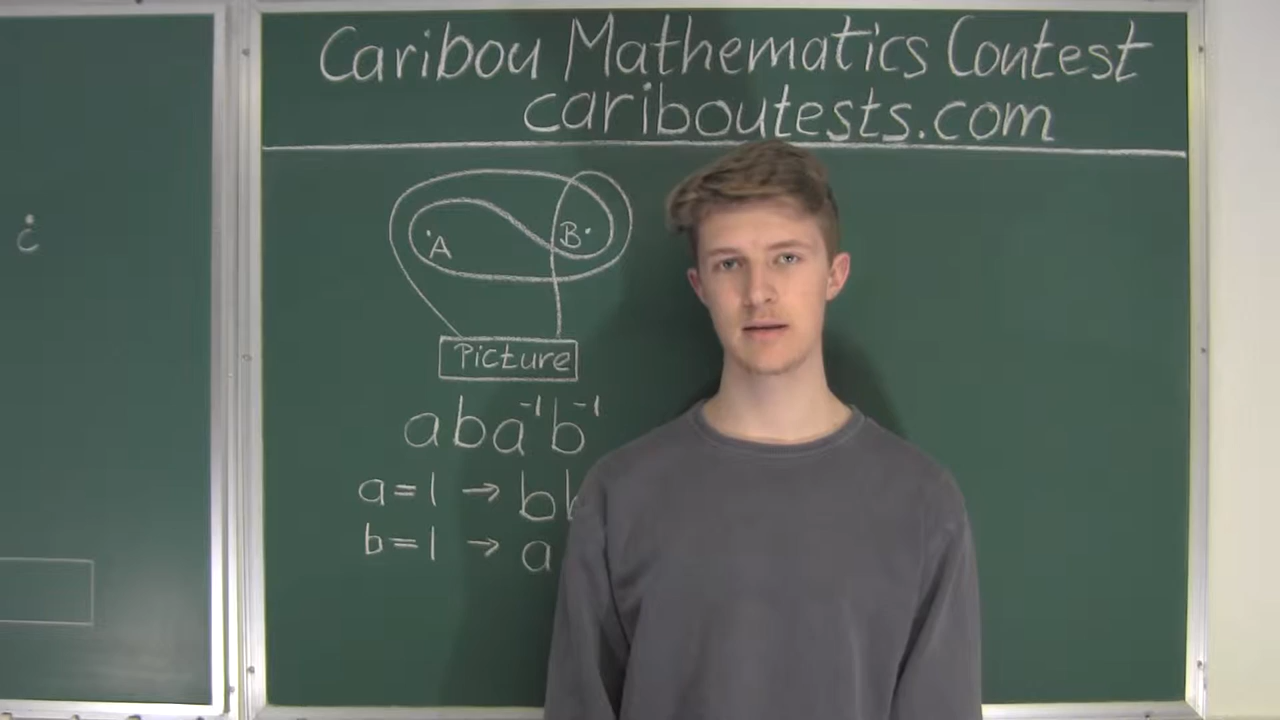 Caribou Mathematics Contest
cariboutests.com
A
B
Picture
aba⁻¹b⁻¹
a=1 → b
b=1 → a